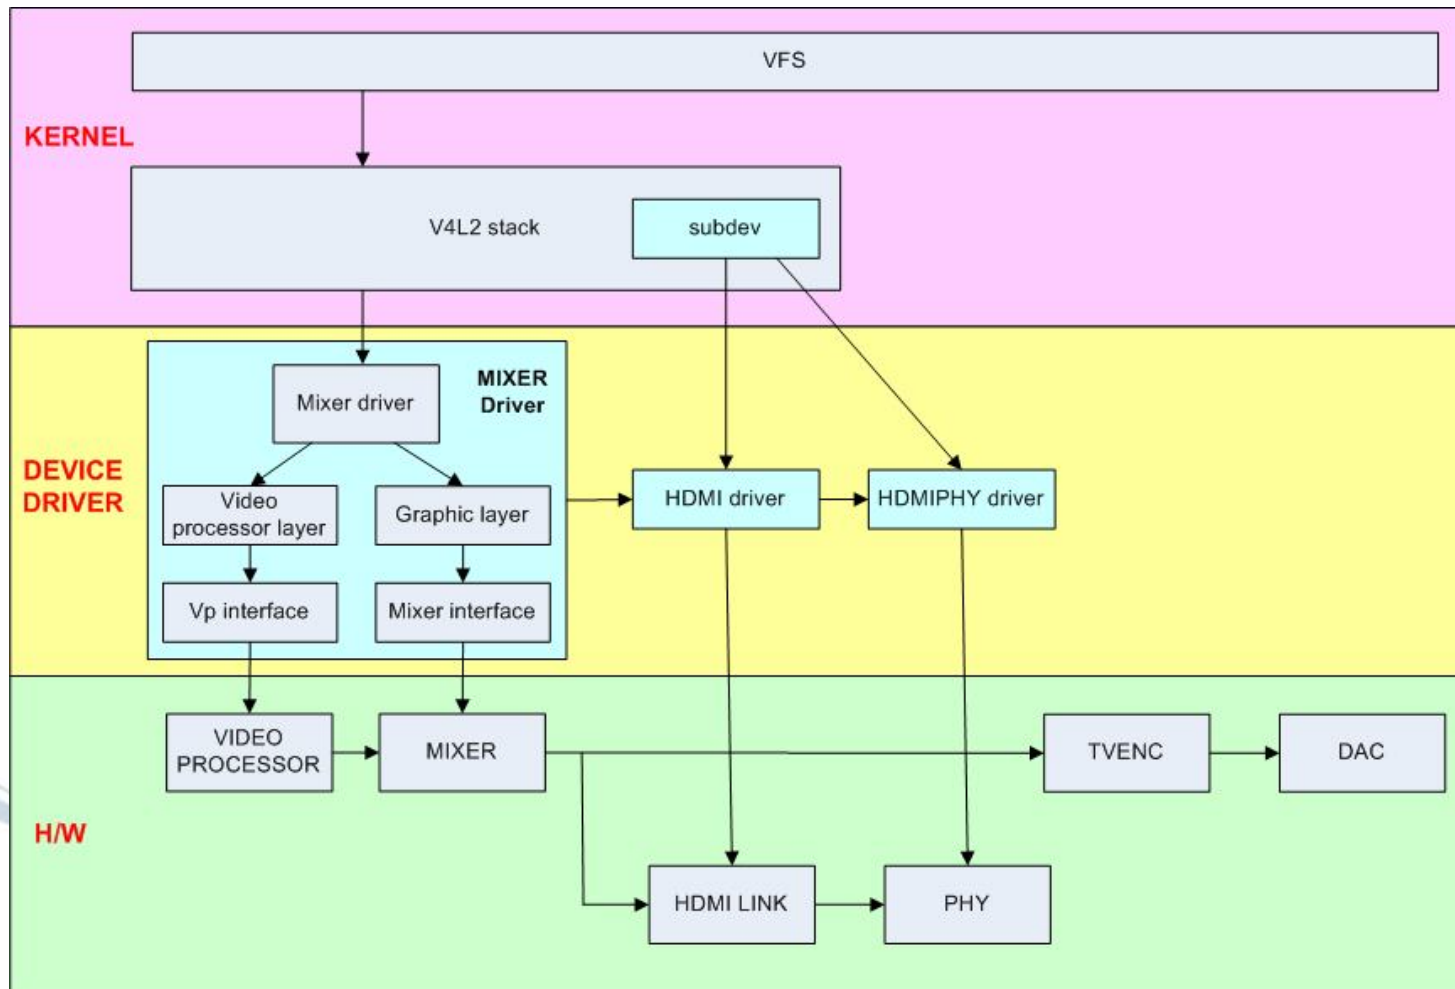 VFS
KERNEL
V4L2 stack
subdev
MIXER
Driver
Mixer driver
DEVICE
DRIVER
Video
processor layer
Graphic layer
HDMI driver
HDMIPHY driver
Vp interface
Mixer interface
VIDEO
PROCESSOR
MIXER
TVENC
DAC
H/W
HDMI LINK
PHY